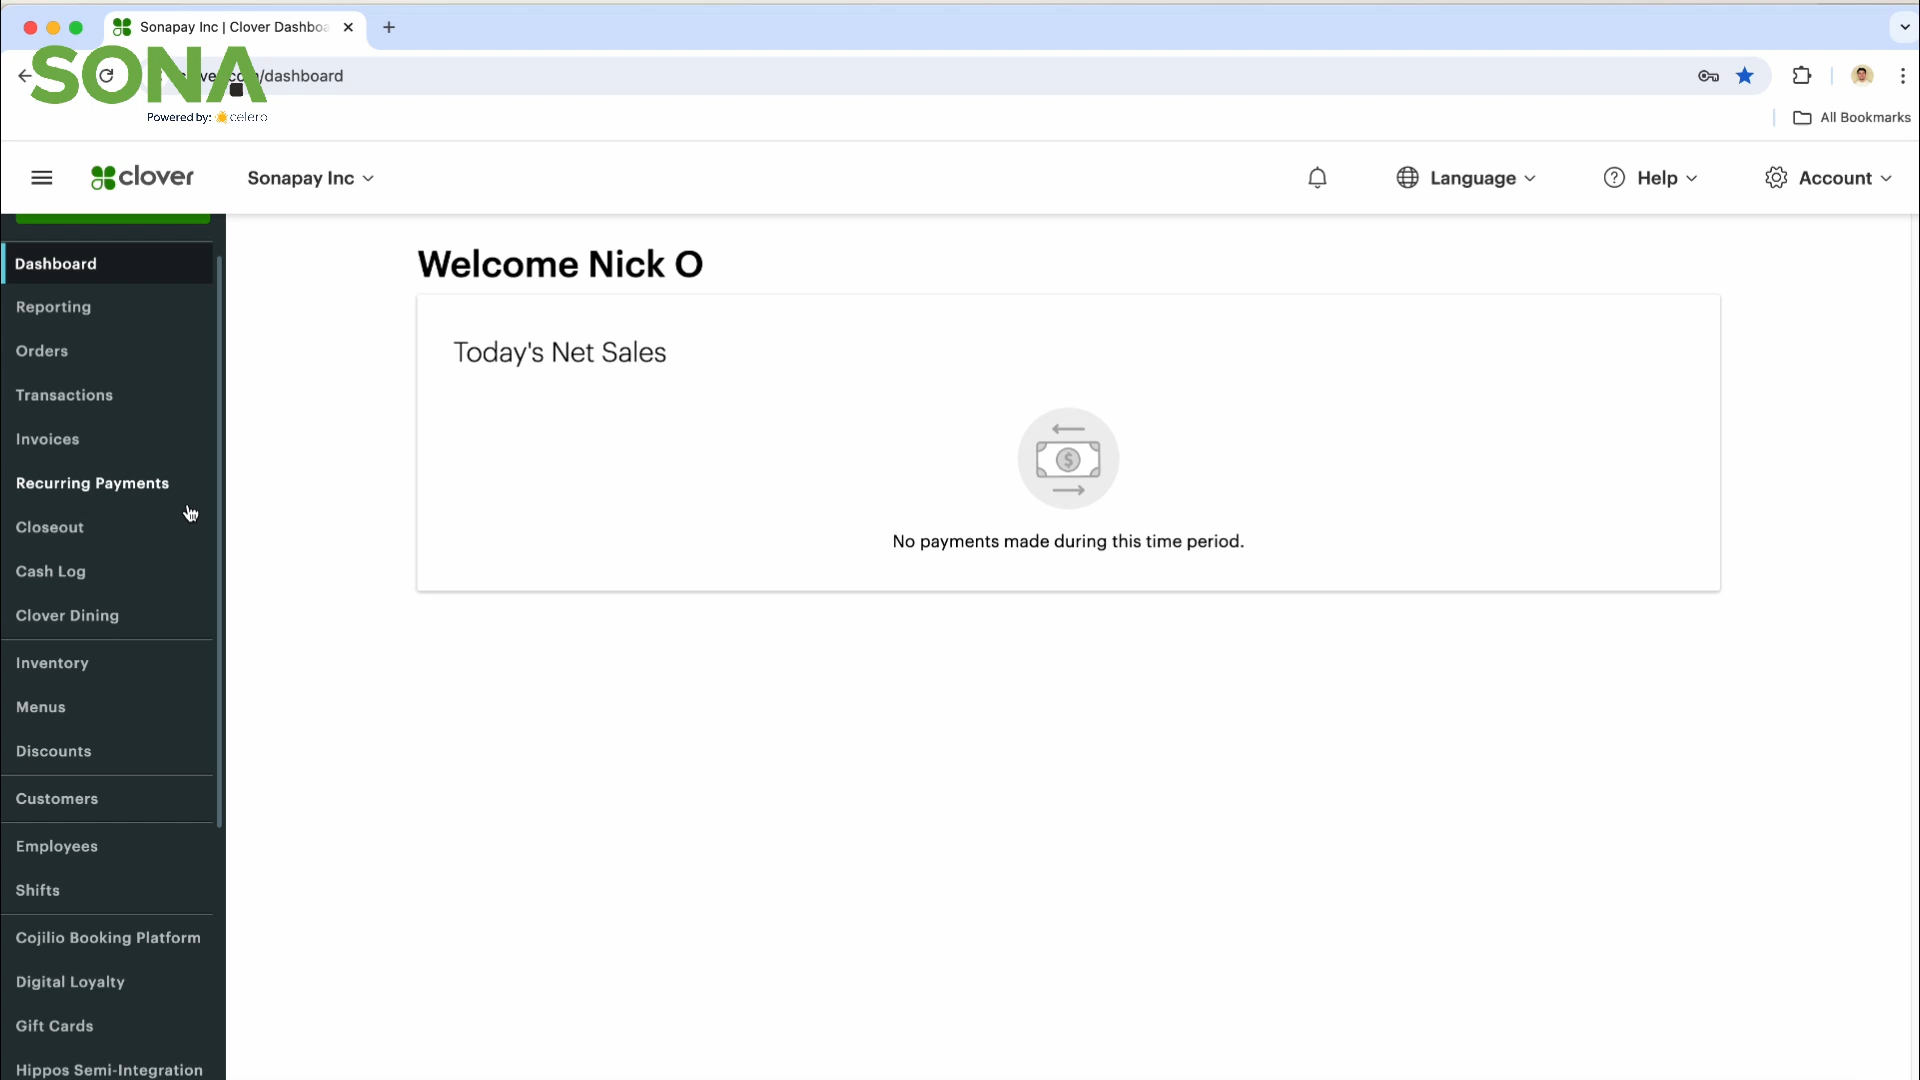 Sonapay Inc | Clover Dashboa
SONA
/dashboard
Powered by: celero
All Bookmarks
clover
Sonapay Inc
Language
Help
Account
Dashboard
Reporting
Orders
Transactions
Invoices
Recurring Payments
Closeout
Cash Log
Clover Dining
Inventory
Menus
Discounts
Customers
Employees
Shifts
Cojilio Booking Platform
Digital Loyalty
Gift Cards
Hippos Semi-Integration
Welcome Nick O
Today's Net Sales
$
No payments made during this time period.